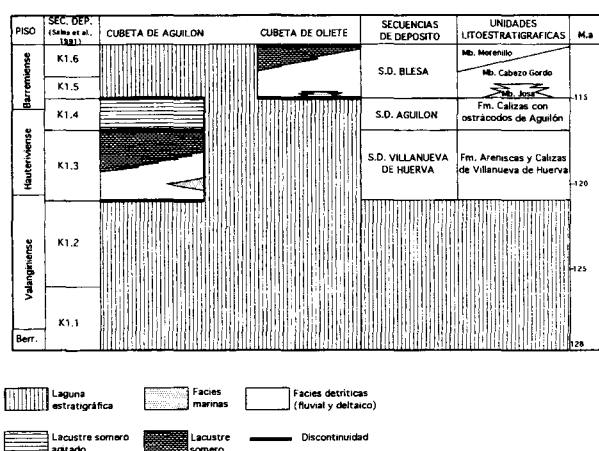 PISO
SEC. DEP.
(Salas et al.,
1991)
CUBETA DE AGUILON
CUBETA DE OLIETE
SECUENCIAS
DE DEPOSITO
UNIDADES
LITOESTRATIGRAFICAS
M.a
Barremiense
K1.6
K1.5
S.D. BLESA
Mb. Morenillo
Mb. Cabezo Gordo
Mb. Josa
115
Hauteriviense
K1.4
S.D. AGUILON
Fm. Calizas con
ostrácodos de Aguilón
K1.3
S.D. VILLANUEVA
DE HUERVA
Fm. Areniscas y Calizas
de Villanueva de Huerva
120
Valanginiense
K1.2
125
K1.1
Berr.
128
Laguna
estratigráfica
Facies
marinas
Facies detríticas
(fluvial y deltaico)
Lacustre somero
agitado
Lacustre
somero
Discontinuidad